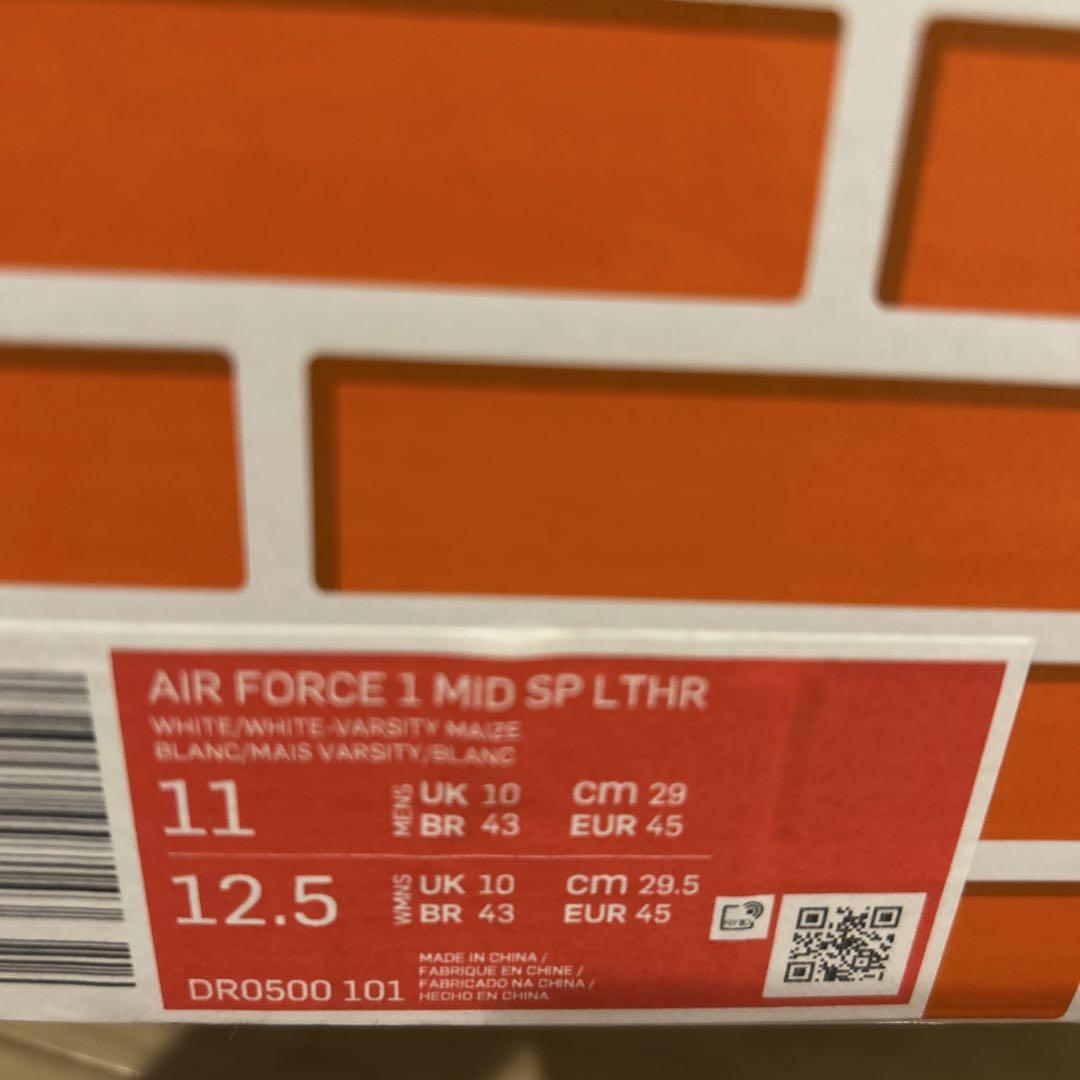 AIR FORCE 1 MID SP LTHR
WHITE/WHITE-VARSITY MAIZE
BLANC/MAIS VARSITY/BLANC
11 MENS UK 10 cm 29
BR 43 EUR 45
12.5 WMNS UK 10 cm 29.5
BR 43 EUR 45
DR0500 101
MADE IN CHINA /
FABRIQUE EN CHINE /
FABRICADO NA CHINA /
HECHO EN CHINA